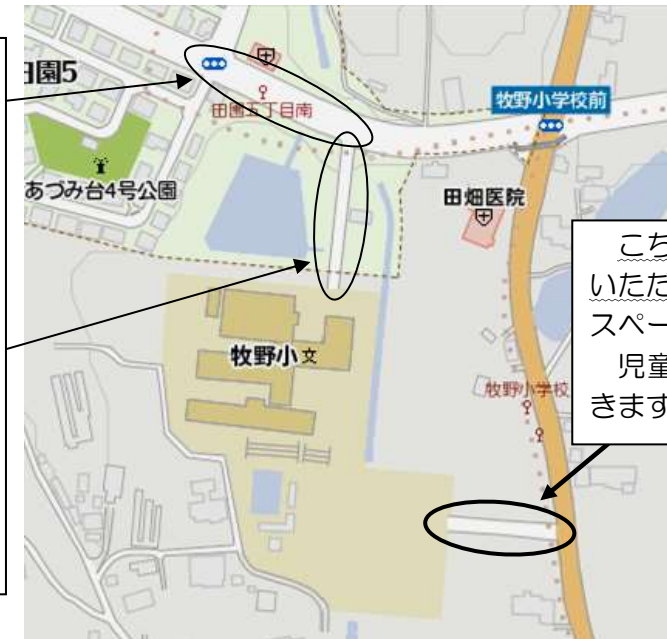 園5
牧野小学校前
田園五丁目南
あづみ台4号公園
田畑医院
こち
いただ
スペー
児童
きます
牧野小
文
牧野小学校